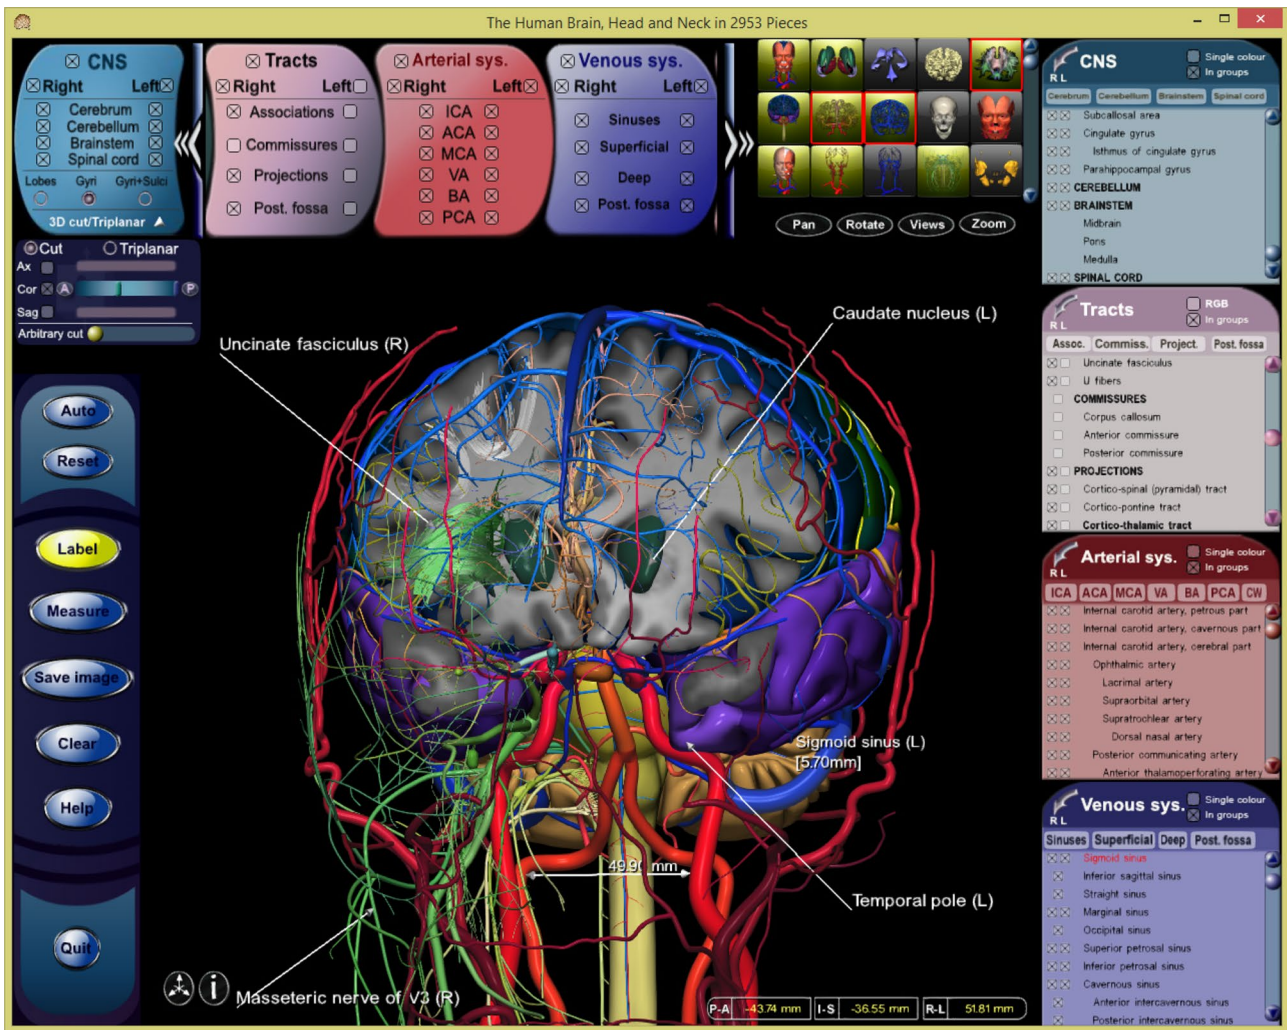 The Human Brain, Head and Neck in 2953 Pieces
CNS
Right Left
Cerebrum
Cerebellum
Brainstem
Spinal cord
Lobes Gyri Gyri+Sulci
3D cut/Triplanar
Tracts
Right Left
Associations
Commissures
Projections
Post. fossa
Arterial sys.
Right Left
ICA
ACA
MCA
VA
BA
PCA
Venous sys.
Right Left
Sinuses
Superficial
Deep
Post. fossa
Pan Rotate Views Zoom
Cut Triplanar
Ax
Cor A P
Sag
Arbitrary cut
Auto
Reset
Label
Measure
Save image
Clear
Help
Quit
Uncinate fasciculus (R)
Caudate nucleus (L)
Sigmoid sinus (L)
[5.70mm]
49.90 mm
Temporal pole (L)
Masseteric nerve of V3 (R)
P-A -43.74 mm I-S -36.55 mm R-L 51.81 mm
CNS
Single colour
In groups
R L
Cerebrum Cerebellum Brainstem Spinal cord
Subcallosal area
Cingulate gyrus
Isthmus of cingulate gyrus
Parahippocampal gyrus
CEREBELLUM
BRAINSTEM
Midbrain
Pons
Medulla
SPINAL CORD
Tracts
RGB
In groups
R L
Assoc. Commiss. Project. Post. fossa
Uncinate fasciculus
U fibers
COMMISSURES
Corpus callosum
Anterior commissure
Posterior commissure
PROJECTIONS
Cortico-spinal (pyramidal) tract
Cortico-pontine tract
Cortico-thalamic tract
Arterial sys.
Single colour
In groups
R L
ICA ACA MCA VA BA PCA CW
Internal carotid artery, petrous part
Internal carotid artery, cavernous part
Internal carotid artery, cerebral part
Ophthalmic artery
Lacrimal artery
Supraorbital artery
Supratrochlear artery
Dorsal nasal artery
Posterior communicating artery
Anterior thalamoperforating artery
Venous sys.
Single colour
In groups
R L
Sinuses Superficial Deep Post. fossa
Sigmoid sinus
Inferior sagittal sinus
Straight sinus
Marginal sinus
Occipital sinus
Superior petrosal sinus
Inferior petrosal sinus
Cavernous sinus
Anterior intercavernous sinus
Posterior intercavernous sinus